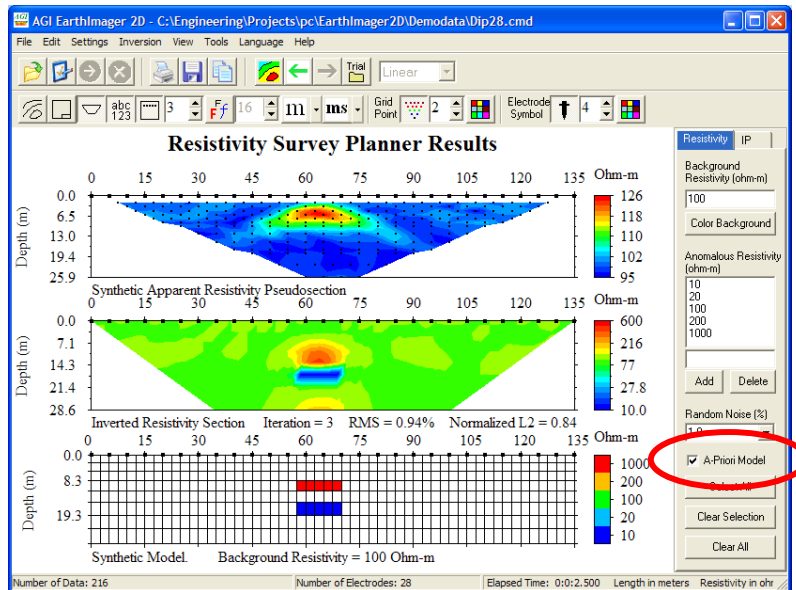 AGI EarthImager 2D - C:\Engineering\Projects\pc\EarthImager2D\Demodata\Dip28.cmd
File Edit Settings Inversion View Tools Language Help
Trial Linear
abc 123 3 Ff 16 m ms Grid Point 2 Electrode Symbol 4
Resistivity Survey Planner Results
Resistivity IP
0 15 30 45 60 75 90 105 120 135 Ohm-m
0.0 126
6.5 118
13.0 110
19.4 102
25.9 95
Depth (m)
Synthetic Apparent Resistivity Pseudosection
0 15 30 45 60 75 90 105 120 135 Ohm-m
0.0 600
7.1 216
14.3 77
21.4 27.8
28.6 10.0
Depth (m)
Inverted Resistivity Section Iteration = 3 RMS = 0.94% Normalized L2 = 0.84
0 15 30 45 60 75 90 105 120 135 Ohm-m
0.0 1000
8.3 200
100
19.3 20
10
Depth (m)
Synthetic Model. Background Resistivity = 100 Ohm-m
Background
Resistivity (ohm-m)
100
Color Background
Anomalous Resistivity
(ohm-m)
10
20
100
200
1000
Add Delete
Random Noise (%)
A-Priori Model
Clear Selection
Clear All
Number of Data: 216 Number of Electrodes: 28 Elapsed Time: 0:0:2.500 Length in meters Resistivity in ohr